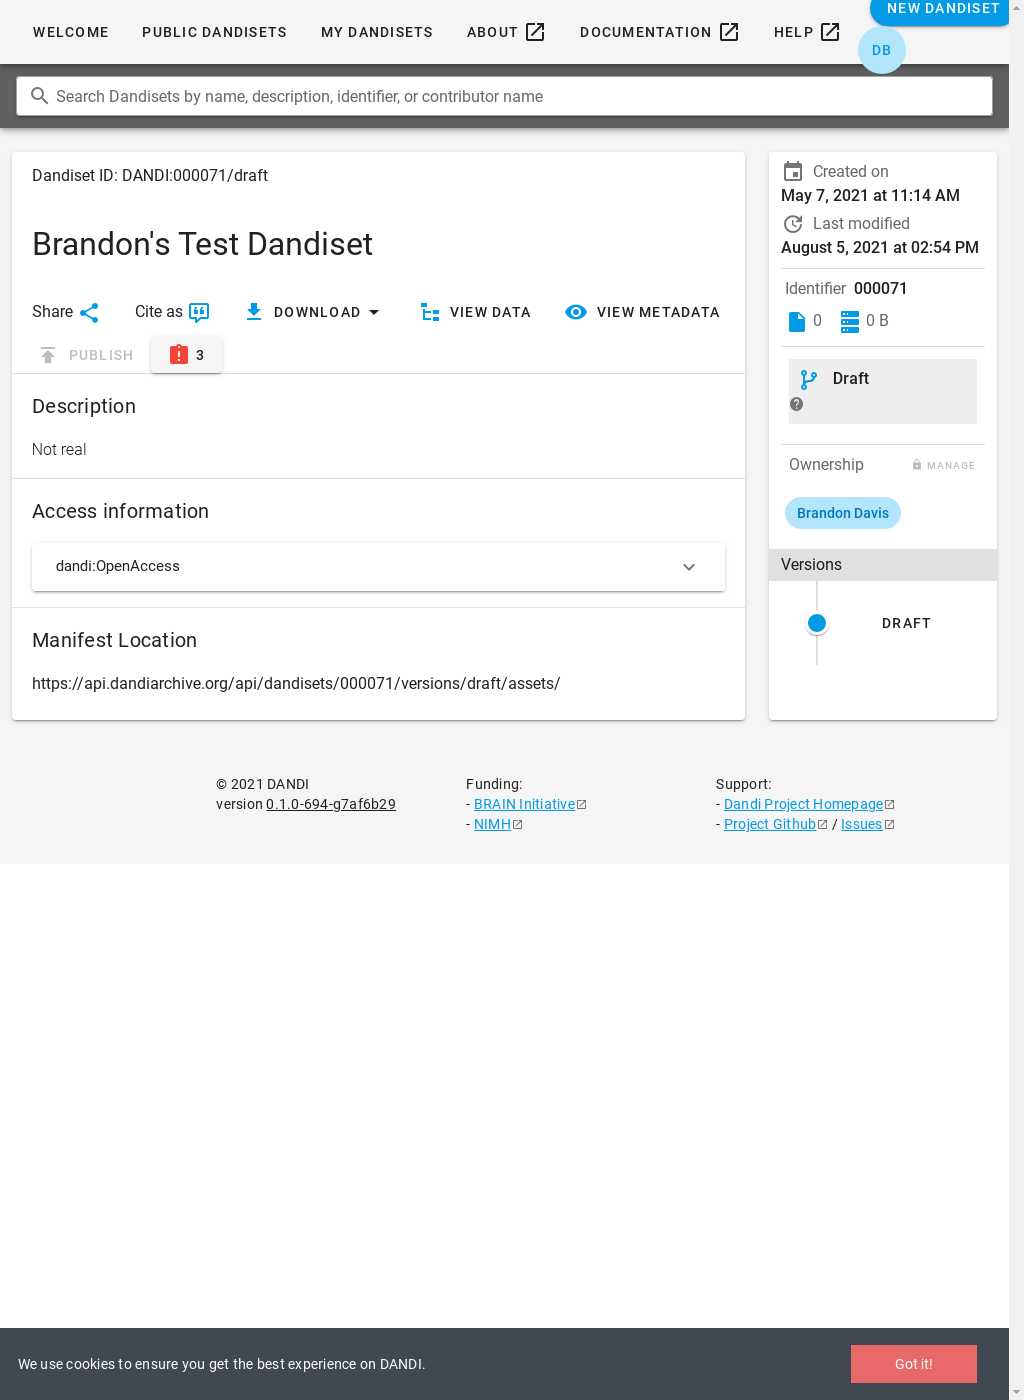 WELCOME PUBLIC DANDISETS MY DANDISETS ABOUT DOCUMENTATION HELP NEW DANDISET
DB
Search Dandisets by name, description, identifier, or contributor name
Dandiset ID: DANDI:000071/draft
Brandon's Test Dandiset
Share Cite as DOWNLOAD VIEW DATA VIEW METADATA
PUBLISH 3
Description
Not real
Access information
dandi:OpenAccess
Manifest Location
https://api.dandiarchive.org/api/dandisets/000071/versions/draft/assets/
Created on
May 7, 2021 at 11:14 AM
Last modified
August 5, 2021 at 02:54 PM
Identifier 000071
0 0 B
Draft
Ownership MANAGE
Brandon Davis
Versions
DRAFT
© 2021 DANDI
version 0.1.0-694-g7af6b29
Funding:
- BRAIN Initiative
- NIMH
Support:
- Dandi Project Homepage
- Project Github / Issues
We use cookies to ensure you get the best experience on DANDI.
Got it!